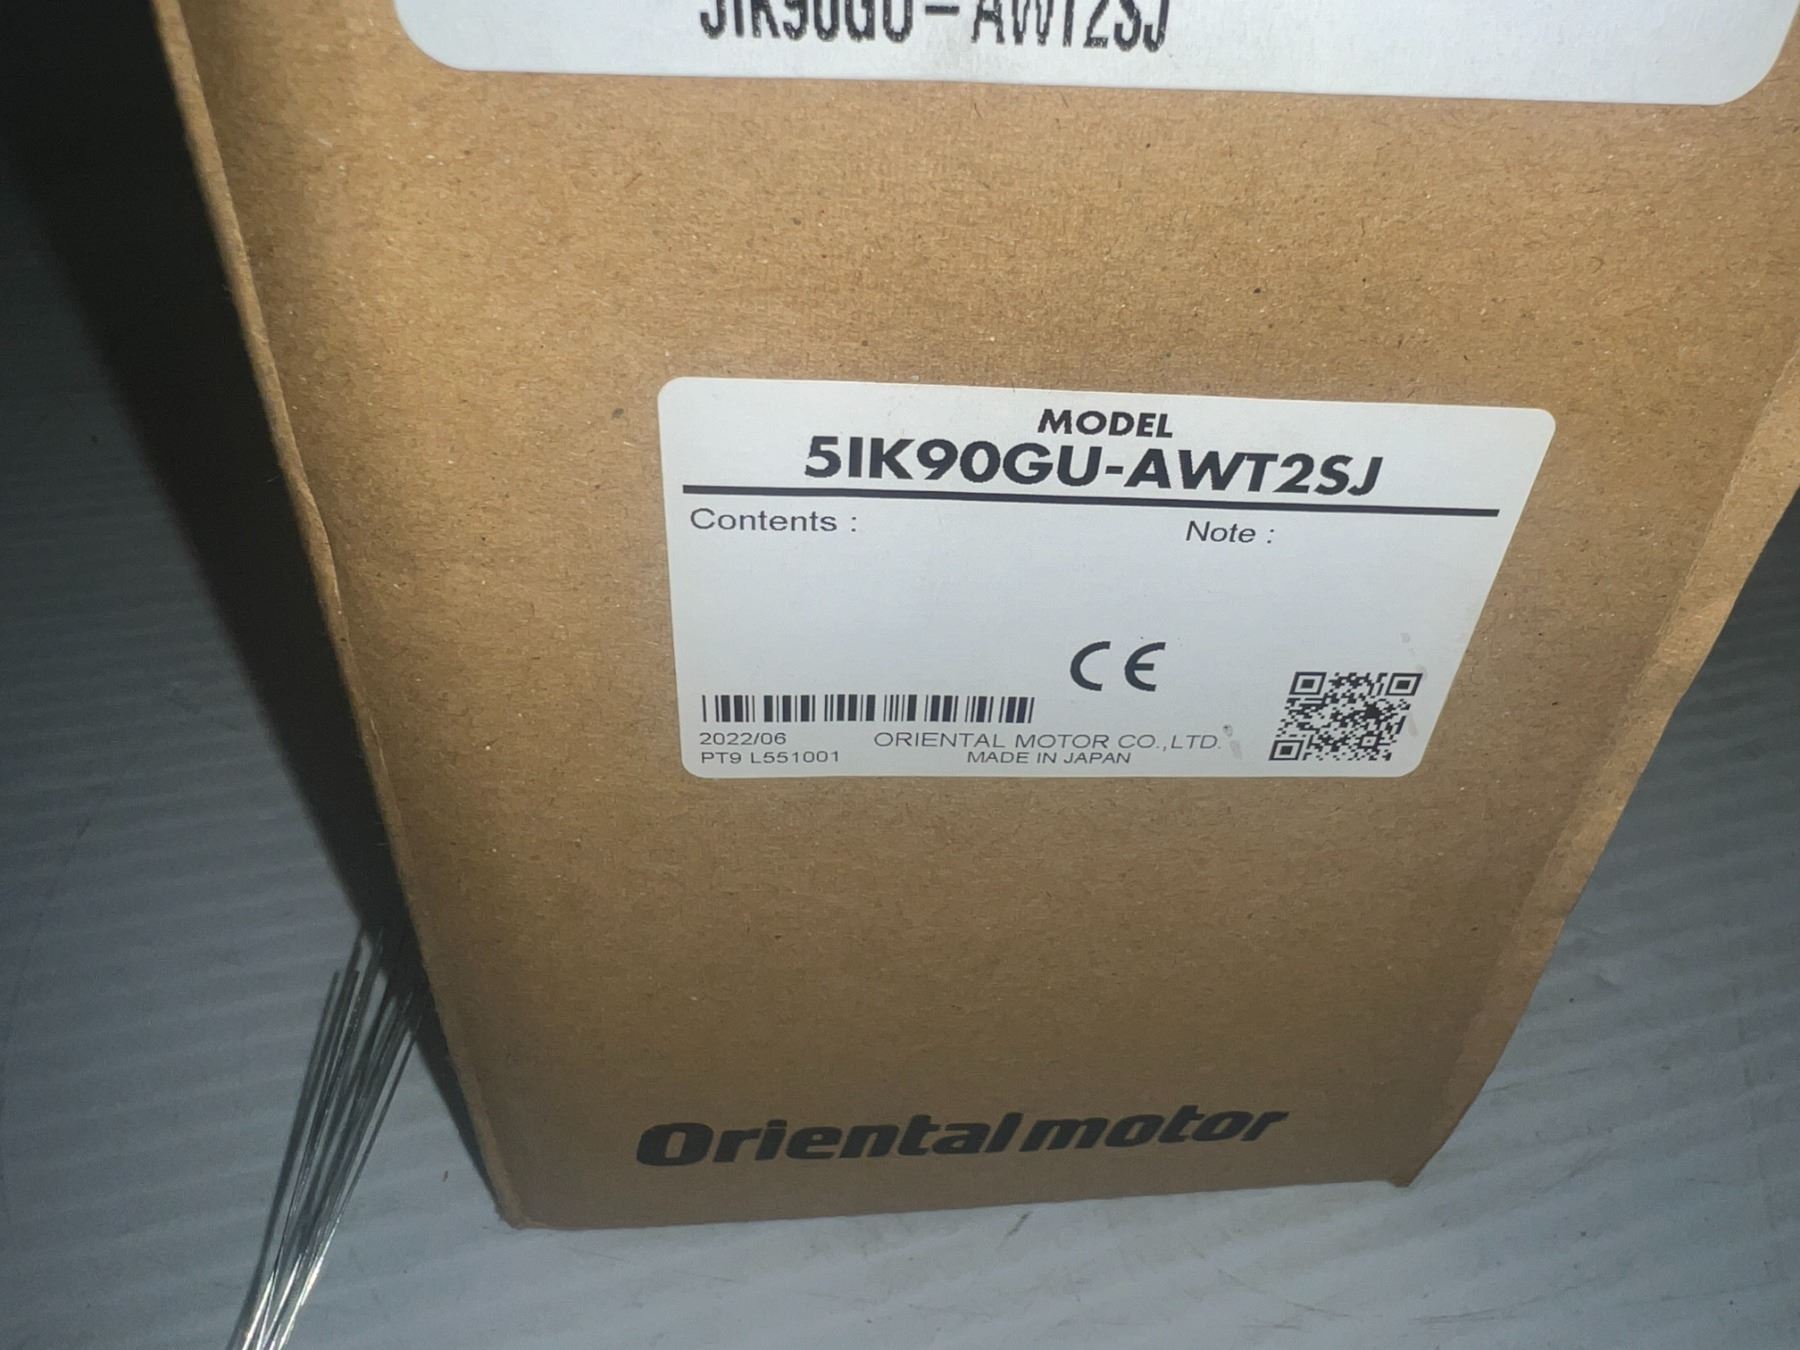 5IK90GU-AWT2SJ
MODEL
5IK90GU-AWT2SJ
Contents :
Note :
CE
2022/06
ORIENTAL MOTOR CO.,LTD.
PT9 L551001
MADE IN JAPAN
Orientalmotor